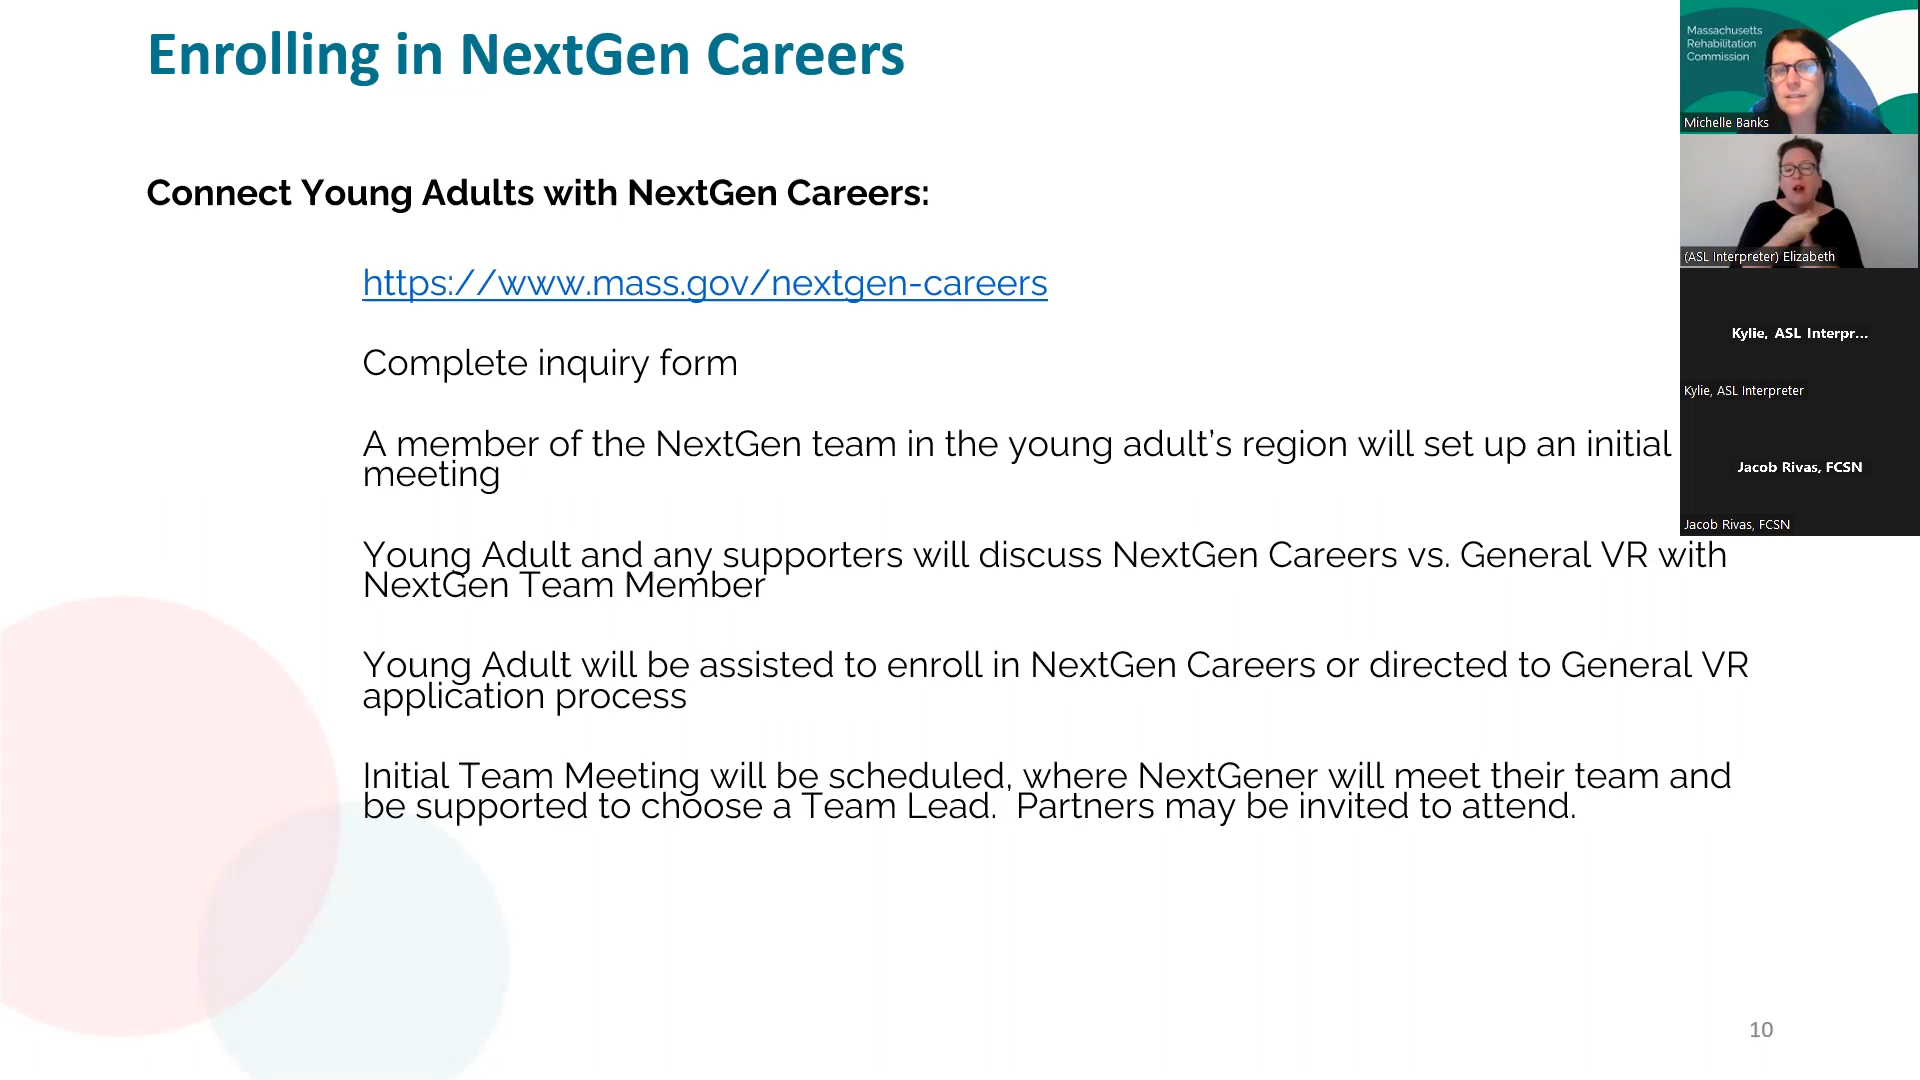 Enrolling in NextGen Careers
Connect Young Adults with NextGen Careers:
https://www.mass.gov/nextgen-careers
Complete inquiry form
A member of the NextGen team in the young adult’s region will set up an initial
meeting
Young Adult and any supporters will discuss NextGen Careers vs. General VR with
NextGen Team Member
Young Adult will be assisted to enroll in NextGen Careers or directed to General VR
application process
Initial Team Meeting will be scheduled, where NextGener will meet their team and
be supported to choose a Team Lead.  Partners may be invited to attend.
10
Massachusetts
Rehabilitation
Commission
Michelle Banks
(ASL Interpreter) Elizabeth
Kylie, ASL Interpr...
Kylie, ASL Interpreter
Jacob Rivas, FCSN
Jacob Rivas, FCSN